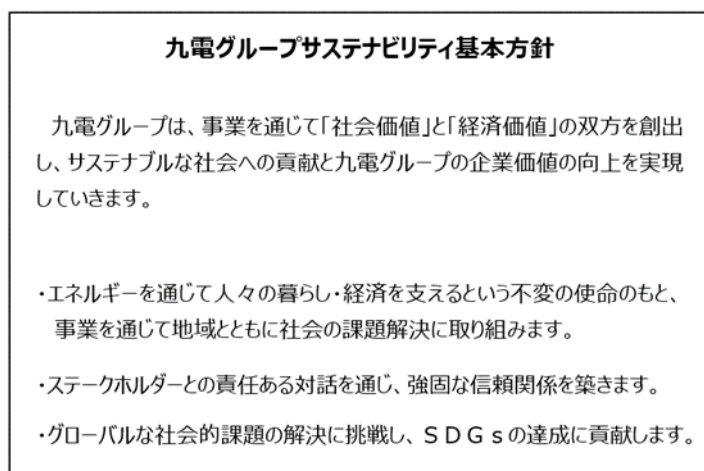 九電グループサステナビリティ基本方針
九電グループは、事業を通じて「社会価値」と「経済価値」の双方を創出
し、サステナブルな社会への貢献と九電グループの企業価値の向上を実現
していきます。
・エネルギーを通じて人々の暮らし・経済を支えるという不変の使命のもと、
事業を通じて地域とともに社会の課題解決に取り組みます。
・ステークホルダーとの責任ある対話を通じ、強固な信頼関係を築きます。
・グローバルな社会的課題の解決に挑戦し、ＳＤＧｓの達成に貢献します。